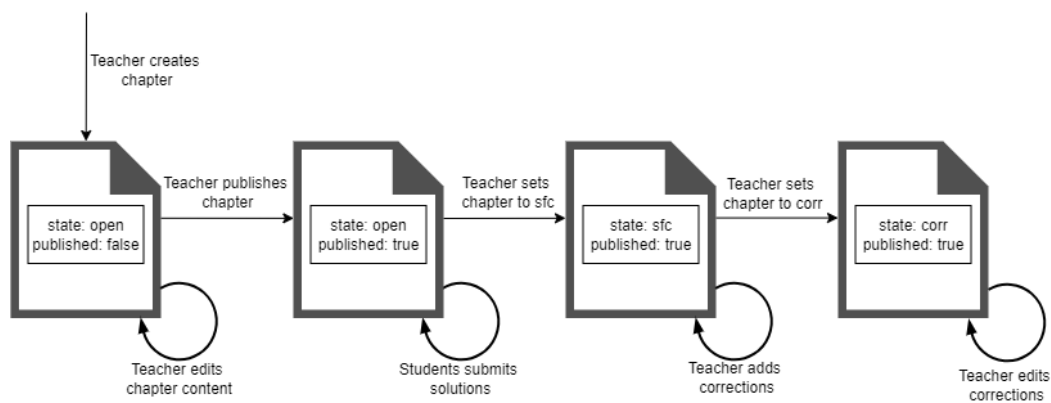 Teacher creates
chapter
Teacher publishes
chapter
Teacher sets
chapter to sfc
Teacher sets
chapter to corr
state: open
published: false
state: open
published: true
state: sfc
published: true
state: corr
published: true
Teacher edits
chapter content
Students submits
solutions
Teacher adds
corrections
Teacher edits
corrections